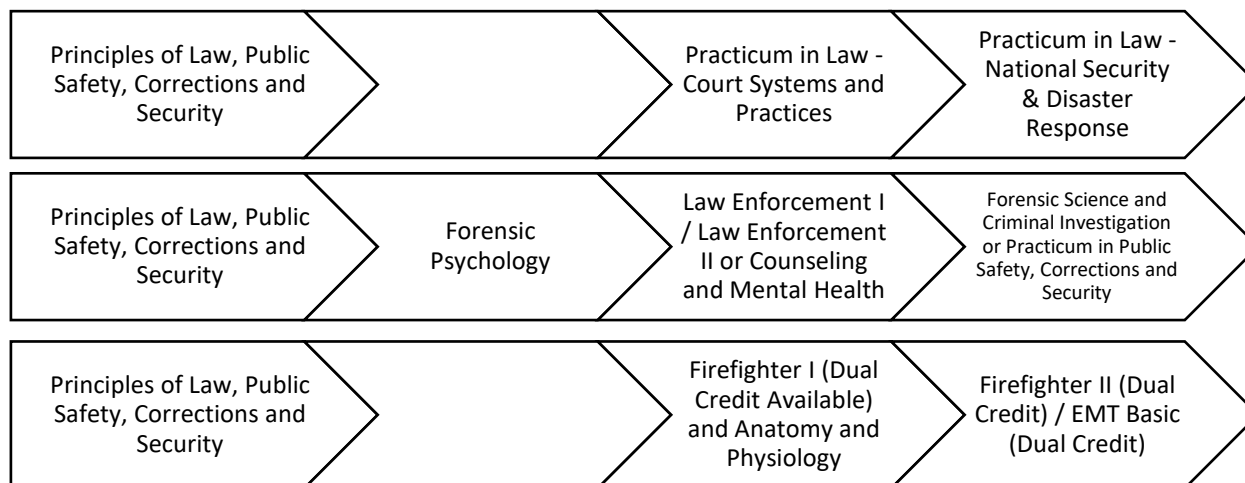 Principles of Law, Public
Safety, Corrections and
Security
Practicum in Law -
Court Systems and
Practices
Practicum in Law -
National Security
& Disaster
Response
Principles of Law, Public
Safety, Corrections and
Security
Forensic
Psychology
Law Enforcement I
/ Law Enforcement
II or Counseling
and Mental Health
Forensic Science and
Criminal Investigation
or Practicum in Public
Safety, Corrections and
Security
Principles of Law, Public
Safety, Corrections and
Security
Firefighter I (Dual
Credit Available)
and Anatomy and
Physiology
Firefighter II (Dual
Credit) / EMT Basic
(Dual Credit)